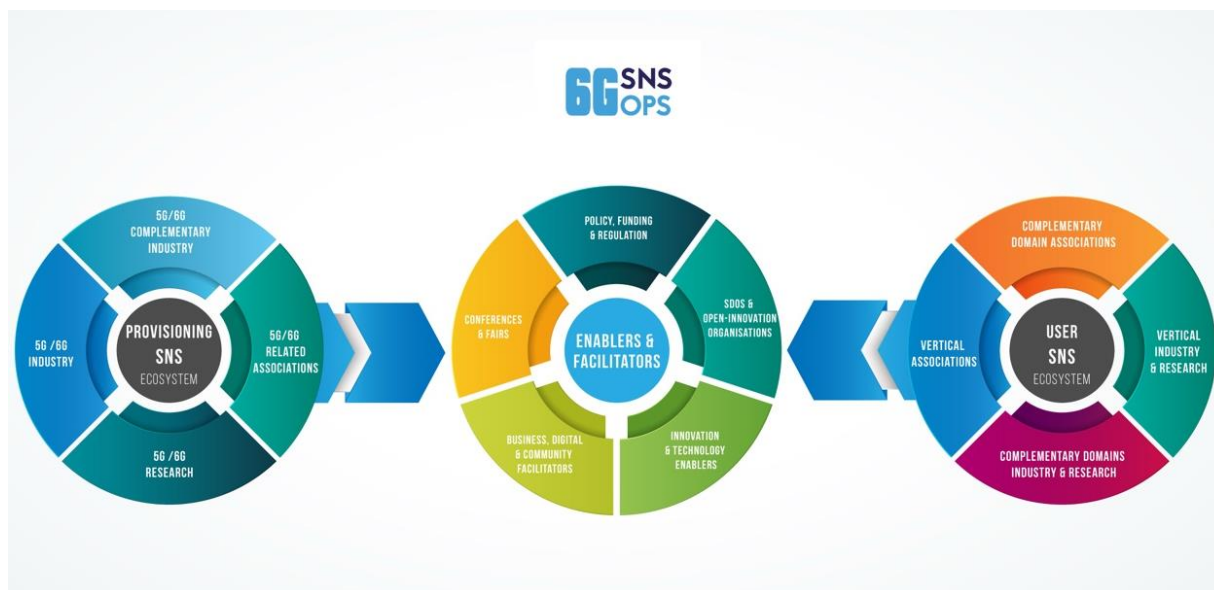 6G SNS
OPS
5G/6G
COMPLEMENTARY
INDUSTRY
5G /6G
INDUSTRY
PROVISIONING
SNS
ECOSYSTEM
5G/6G
RELATED
ASSOCIATIONS
5G /6G
RESEARCH
POLICY, FUNDING
& REGULATION
CONFERENCES
& FAIRS
ENABLERS &
FACILITATORS
SDOS &
OPEN-INNOVATION
ORGANISATIONS
BUSINESS, DIGITAL
& COMMUNITY
FACILITATORS
INNOVATION
& TECHNOLOGY
ENABLERS
COMPLEMENTARY
DOMAIN ASSOCIATIONS
VERTICAL
ASSOCIATIONS
USER
SNS
ECOSYSTEM
VERTICAL
INDUSTRY
& RESEARCH
COMPLEMENTARY DOMAINS
INDUSTRY & RESEARCH